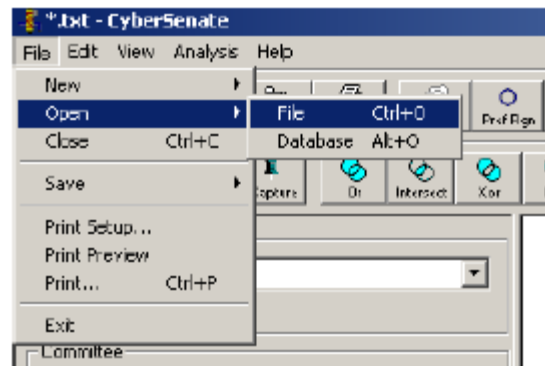 *.txt - CyberSenate
File Edit View Analysis Help
New
Open
File Ctrl+O
Pref Algn
Close Ctrl+C
Database Alt+O
Save
Capture Or Intersect Xor
Print Setup...
Print Preview
Print... Ctrl+P
Exit
Committee